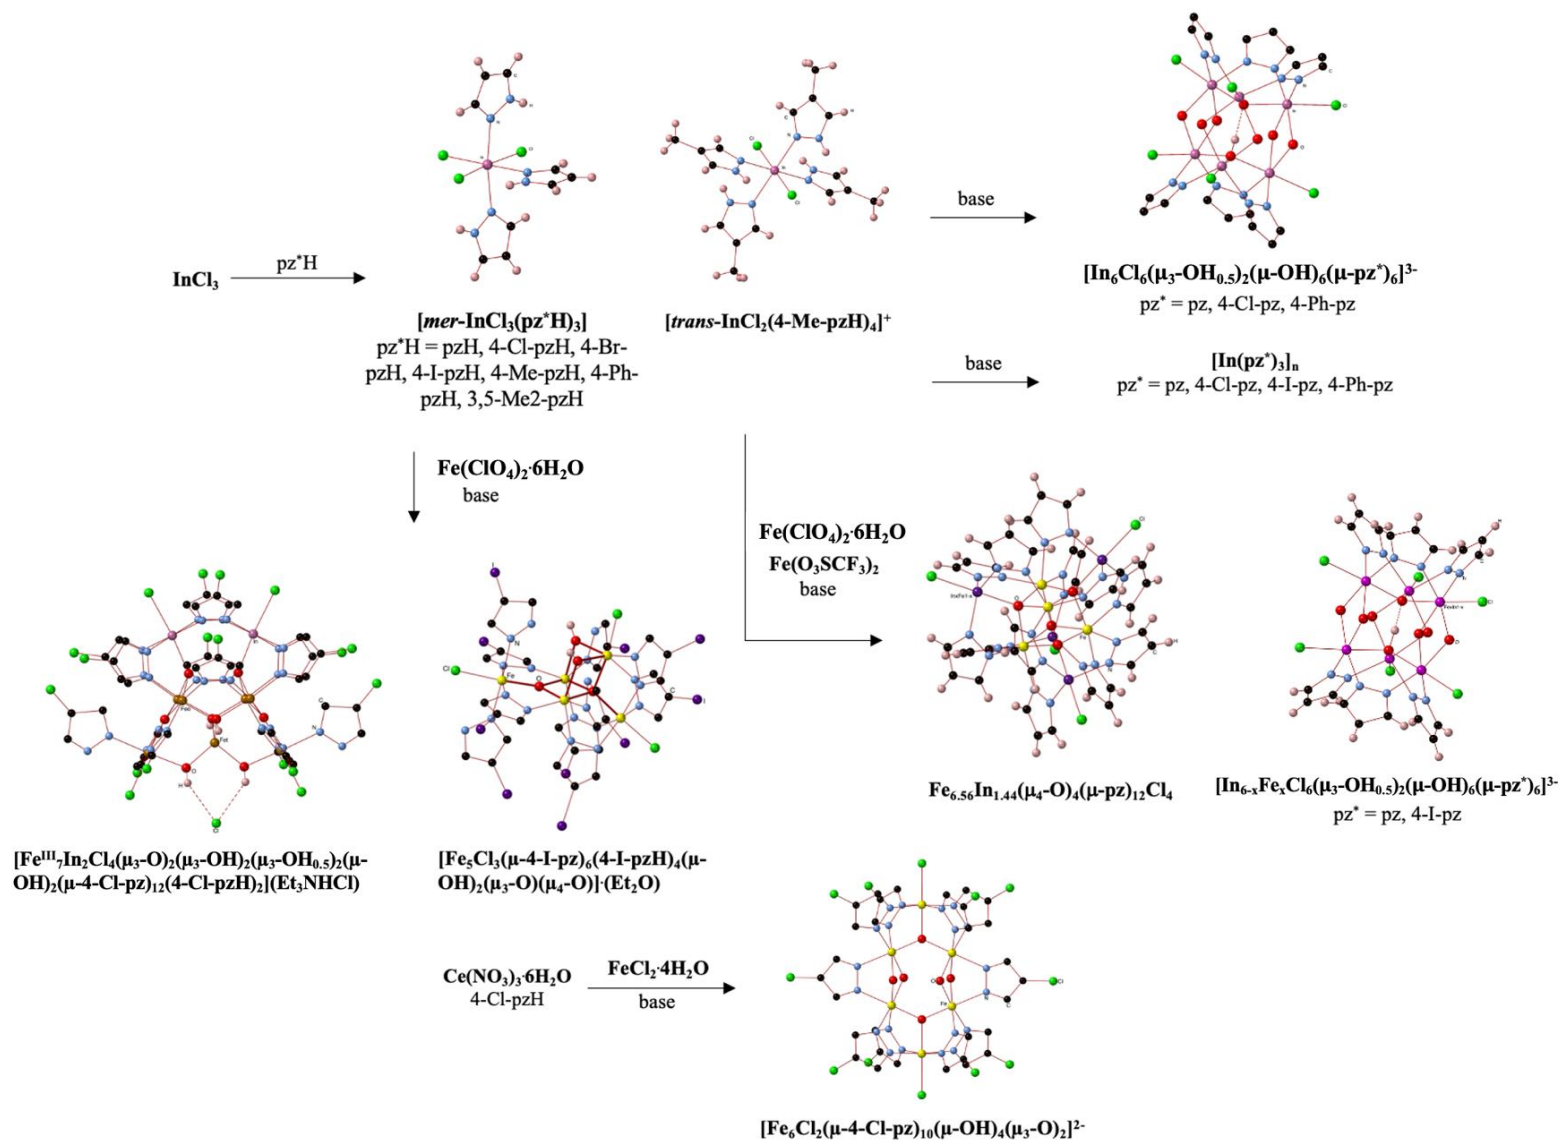 InCl₃
pz*H
[mer-InCl₃(pz*H)₃]
pz*H = pzH, 4-Cl-pzH, 4-Br-
pzH, 4-I-pzH, 4-Me-pzH, 4-Ph-
pzH, 3,5-Me2-pzH
[trans-InCl₂(4-Me-pzH)₄]⁺
base
[In₆Cl₆(μ₃-OH₀.₅)₂(μ-OH)₆(μ-pz*)₆]³⁻
pz* = pz, 4-Cl-pz, 4-Ph-pz
base
[In(pz*)₃]ₙ
pz* = pz, 4-Cl-pz, 4-I-pz, 4-Ph-pz
Fe(ClO₄)₂·6H₂O
base
Fe(ClO₄)₂·6H₂O
Fe(O₃SCF₃)₂
base
[Feᴵᴵᴵ₇In₂Cl₄(μ₃-O)₂(μ₃-OH)₂(μ₃-OH₀.₅)₂(μ-
OH)₂(μ-4-Cl-pz)₁₂(4-Cl-pzH)₂](Et₃NHCl)
[Fe₅Cl₃(μ-4-I-pz)₆(4-I-pzH)₄(μ-
OH)₂(μ₃-O)(μ₄-O)]·(Et₂O)
Fe₆.₅₆In₁.₄₄(μ₄-O)₄(μ-pz)₁₂Cl₄
[In₆₋ₓFeₓCl₆(μ₃-OH₀.₅)₂(μ-OH)₆(μ-pz*)₆]³⁻
pz* = pz, 4-I-pz
Ce(NO₃)₃·6H₂O
4-Cl-pzH
FeCl₂·4H₂O
base
[Fe₆Cl₂(μ-4-Cl-pz)₁₀(μ-OH)₄(μ₃-O)₂]²⁻